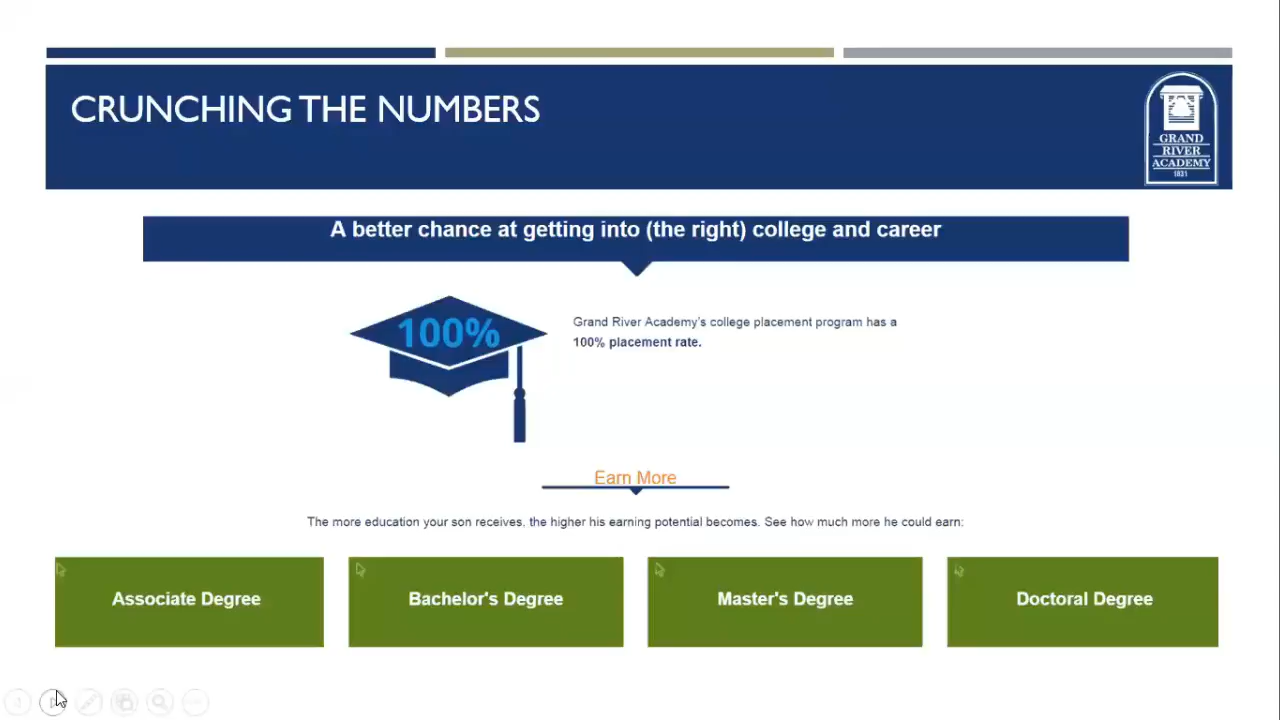 CRUNCHING THE NUMBERS
GRAND
RIVER
ACADEMY
1831
A better chance at getting into (the right) college and career
100%
Grand River Academy's college placement program has a
100% placement rate.
Earn More
The more education your son receives, the higher his earning potential becomes. See how much more he could earn:
Associate Degree
Bachelor's Degree
Master's Degree
Doctoral Degree